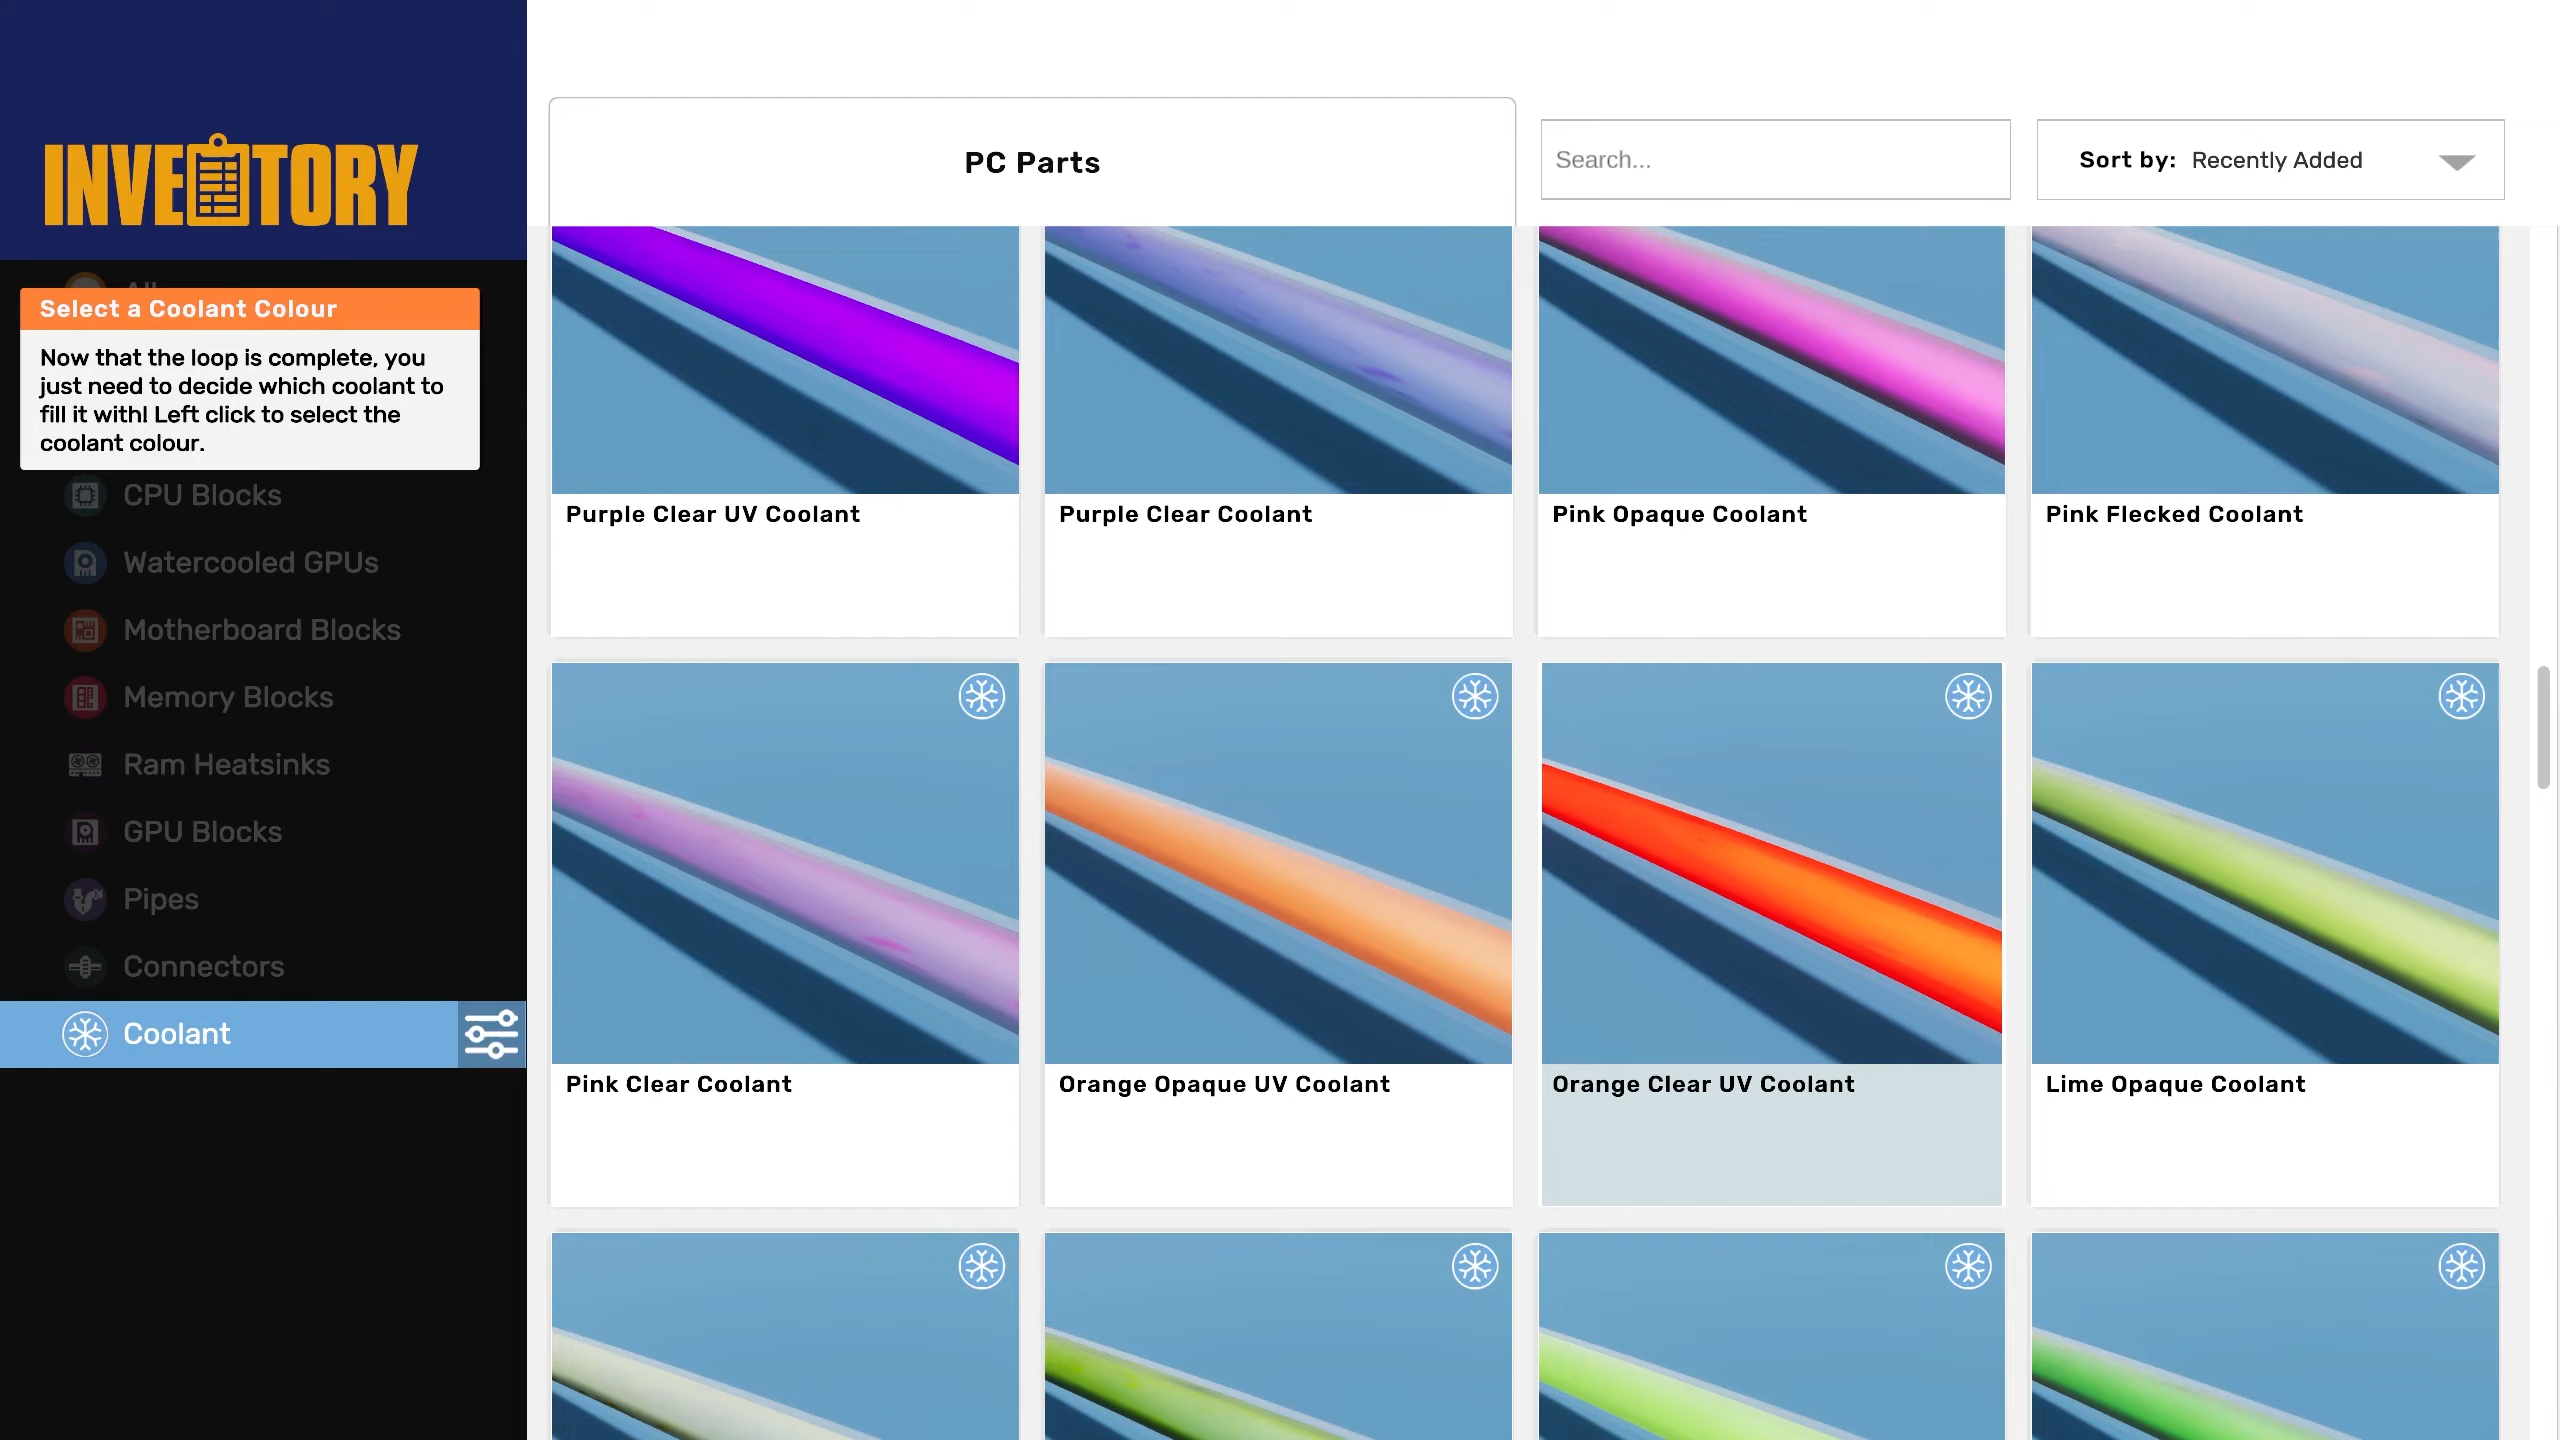 INVENTORY
PC Parts
Search...
Sort by: Recently Added
All
Select a Coolant Colour
Now that the loop is complete, you
just need to decide which coolant to
fill it with! Left click to select the
coolant colour.
CPU Blocks
Watercooled GPUs
Motherboard Blocks
Memory Blocks
Ram Heatsinks
GPU Blocks
Pipes
Connectors
Coolant
Purple Clear UV Coolant
Purple Clear Coolant
Pink Opaque Coolant
Pink Flecked Coolant
Pink Clear Coolant
Orange Opaque UV Coolant
Orange Clear UV Coolant
Lime Opaque Coolant